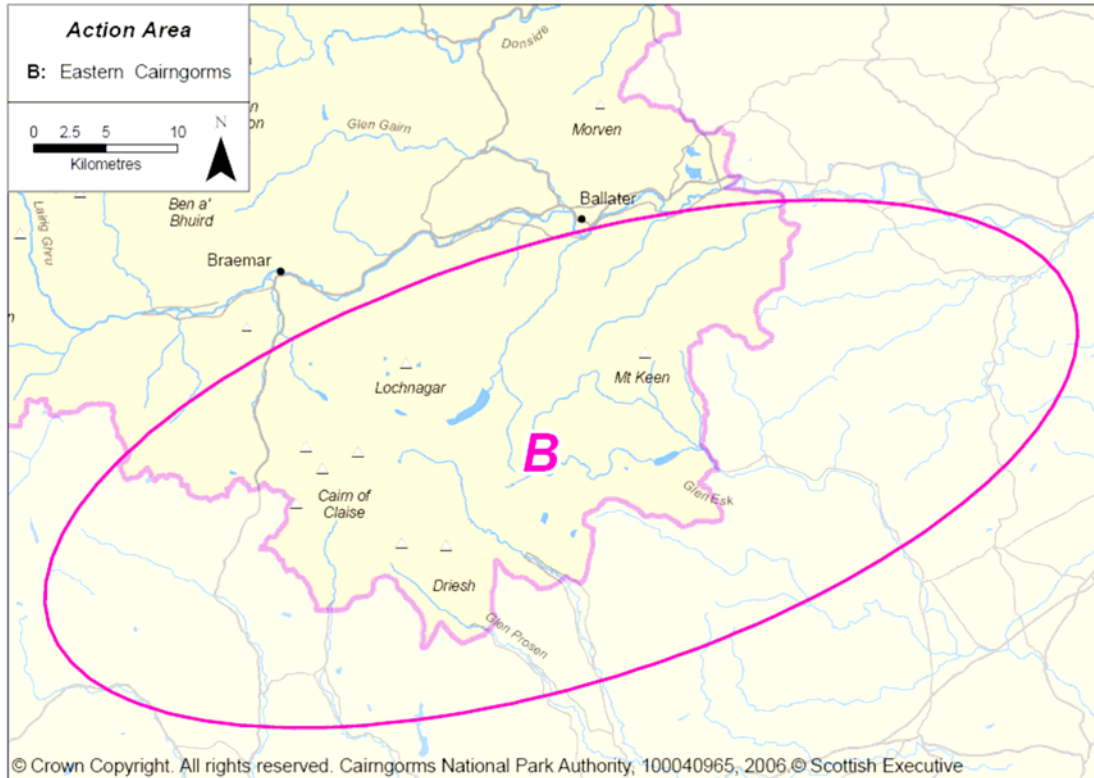 Action Area
B: Eastern Cairngorms
0 2.5 5 10
Kilometres
N
Donside
Glen Gairn
Morven
Ben a'
Bhuird
Lairig Ghru
Ballater
Braemar
Lochnagar
Mt Keen
B
Glen Esk
Cairn of
Claise
Driesh
Glen Prosen
© Crown Copyright. All rights reserved. Cairngorms National Park Authority, 100040965, 2006.© Scottish Executive